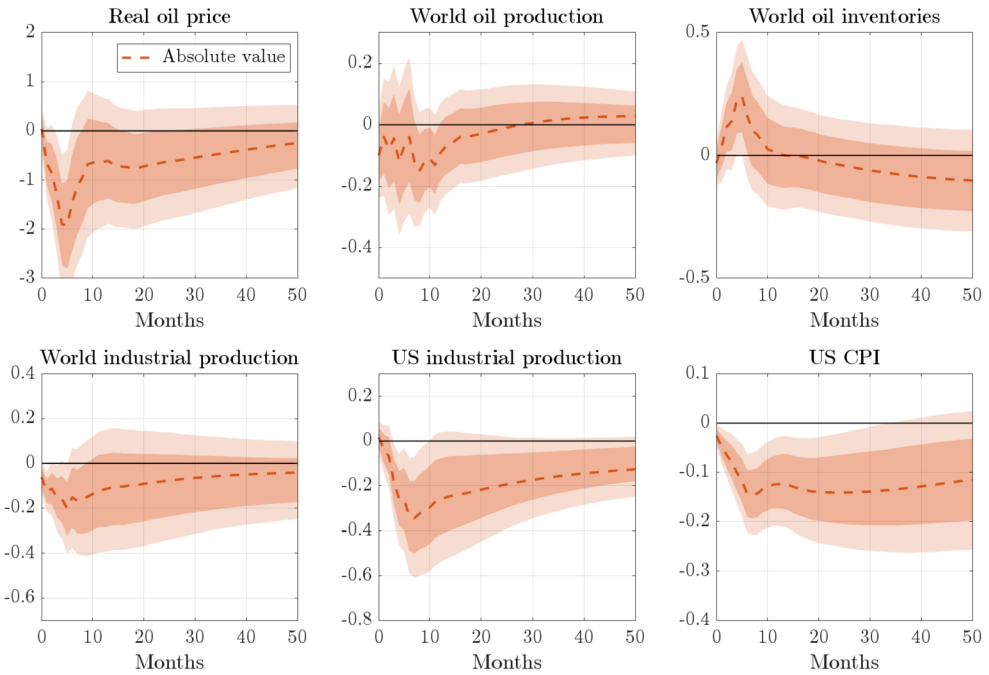 Real oil price
World oil production
World oil inventories
2
1
0
-1
-2
-3
Absolute value
0 10 20 30 40 50
Months
0.2
0
-0.2
-0.4
0 10 20 30 40 50
Months
0.5
0
-0.5
0 10 20 30 40 50
Months
World industrial production
US industrial production
US CPI
0.4
0.2
0
-0.2
-0.4
-0.6
0 10 20 30 40 50
Months
0.2
0
-0.2
-0.4
-0.6
-0.8
0 10 20 30 40 50
Months
0.1
0
-0.1
-0.2
-0.3
-0.4
0 10 20 30 40 50
Months